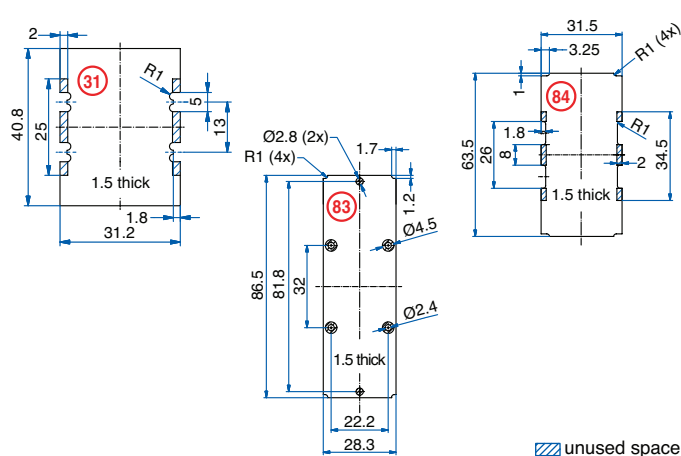 2
31
R1
5
13
40.8
25
1.5 thick
1.8
31.2
Ø2.8 (2x)
R1 (4x)
1.7
1.2
83
Ø4.5
86.5
81.8
32
Ø2.4
1.5 thick
22.2
28.3
31.5
3.25
R1 (4x)
1
84
R1
1.8
63.5
26
8
2
34.5
1.5 thick
unused space